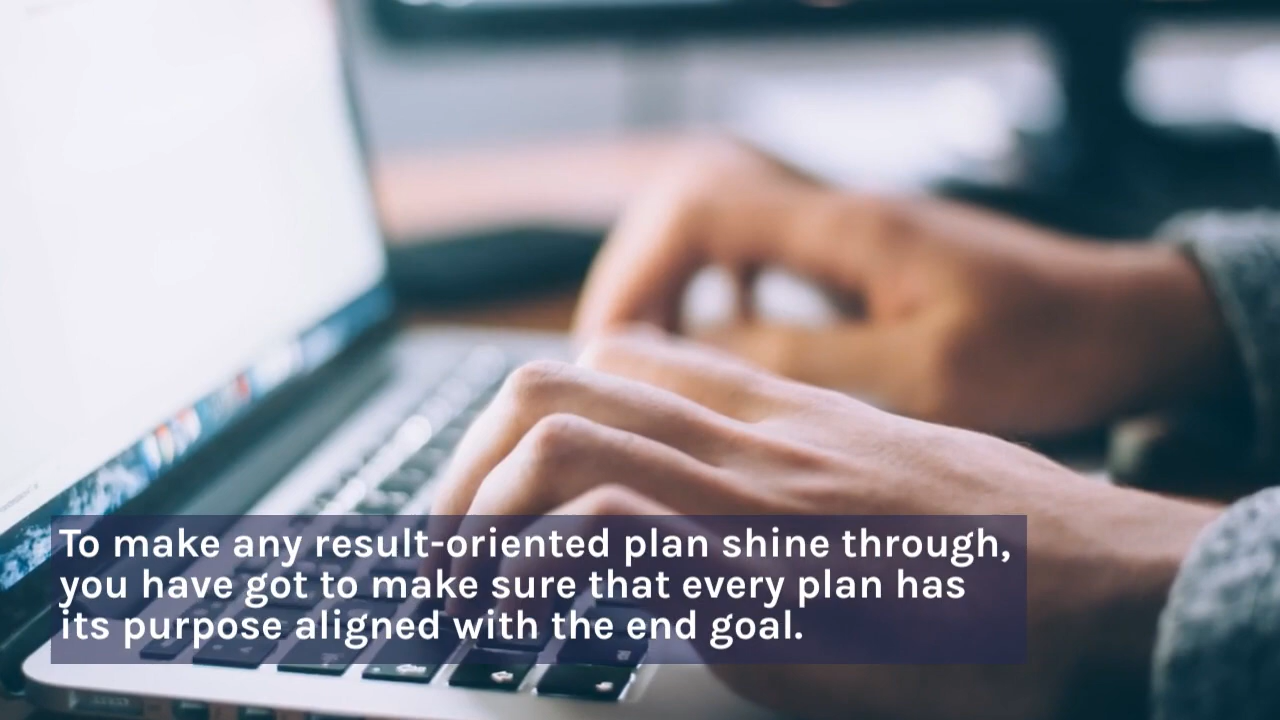 To make any result-oriented plan shine through,
you have got to make sure that every plan has
its purpose aligned with the end goal.